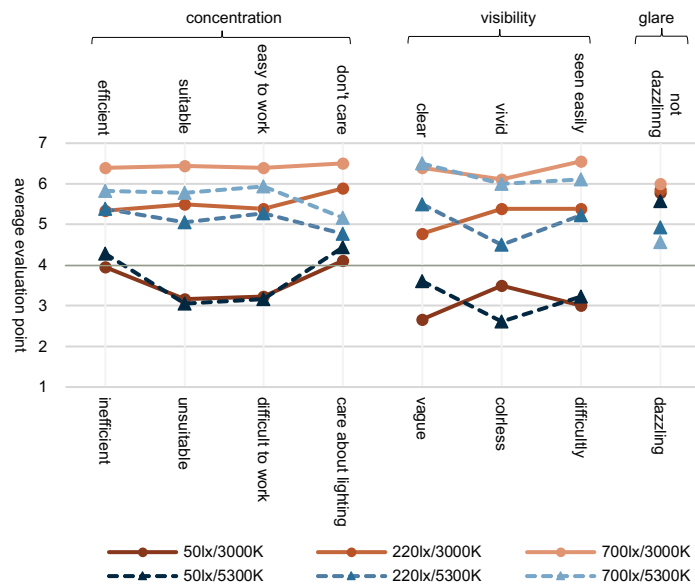 concentration
visibility
glare
efficient
suitable
easy to work
don't care
clear
vivid
seen easily
not
dazzlinng
average evaluation point
7
6
5
4
3
2
1
inefficient
unsuitable
difficult to work
care about lighting
vague
colrless
difficultly
dazzling
50lx/3000K
220lx/3000K
700lx/3000K
50lx/5300K
220lx/5300K
700lx/5300K